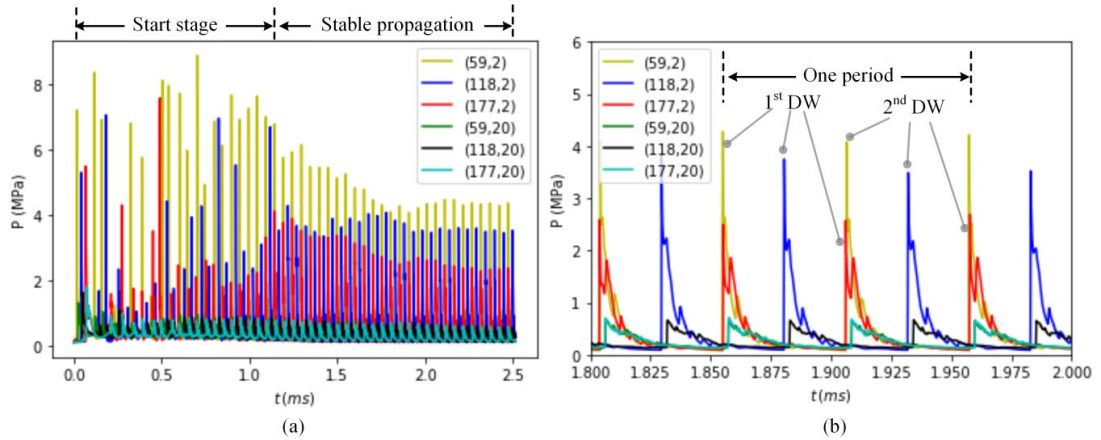 Start stage Stable propagation
8
6
4
2
0
P (MPa)
(59,2)
(118,2)
(177,2)
(59,20)
(118,20)
(177,20)
0.0 0.5 1.0 1.5 2.0 2.5
t(ms)
(a)
6
5
4
3
2
1
0
P (MPa)
(59,2)
(118,2)
(177,2)
(59,20)
(118,20)
(177,20)
One period
1st DW
2nd DW
1.800 1.825 1.850 1.875 1.900 1.925 1.950 1.975 2.000
t(ms)
(b)